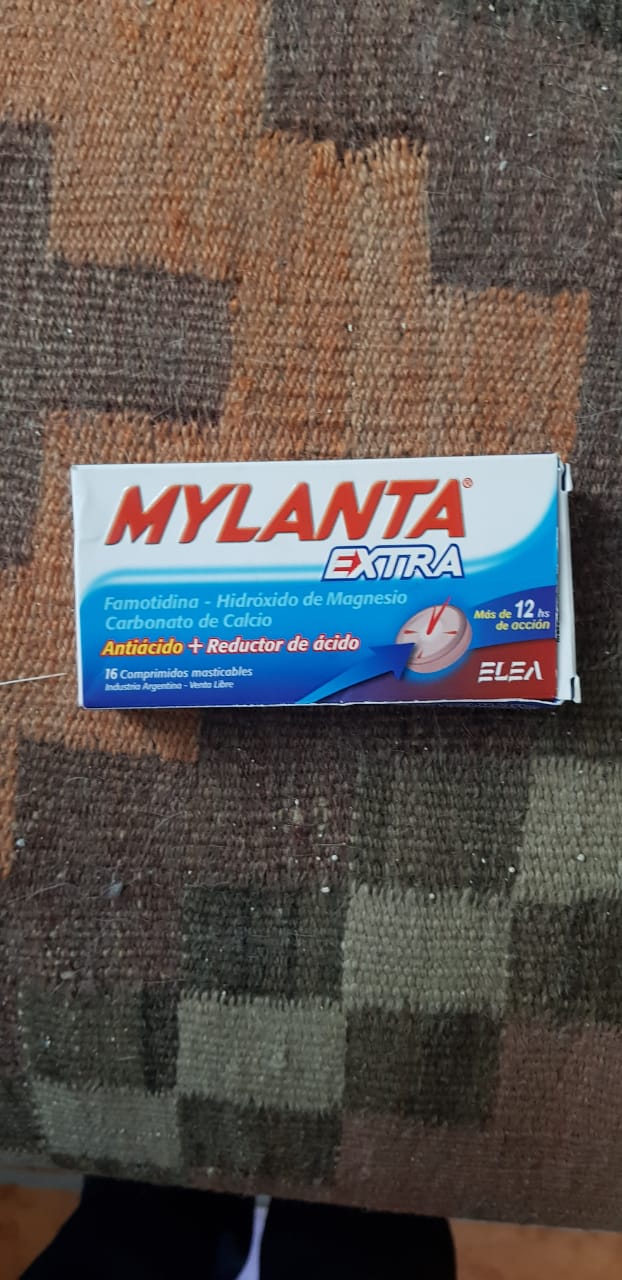 MYLANTA®
EXTRA
Famotidina - Hidróxido de Magnesio
Carbonato de Calcio
Antiácido + Reductor de ácido
Más de 12 hs
de acción
16 Comprimidos masticables
Industria Argentina - Venta Libre
ELEA